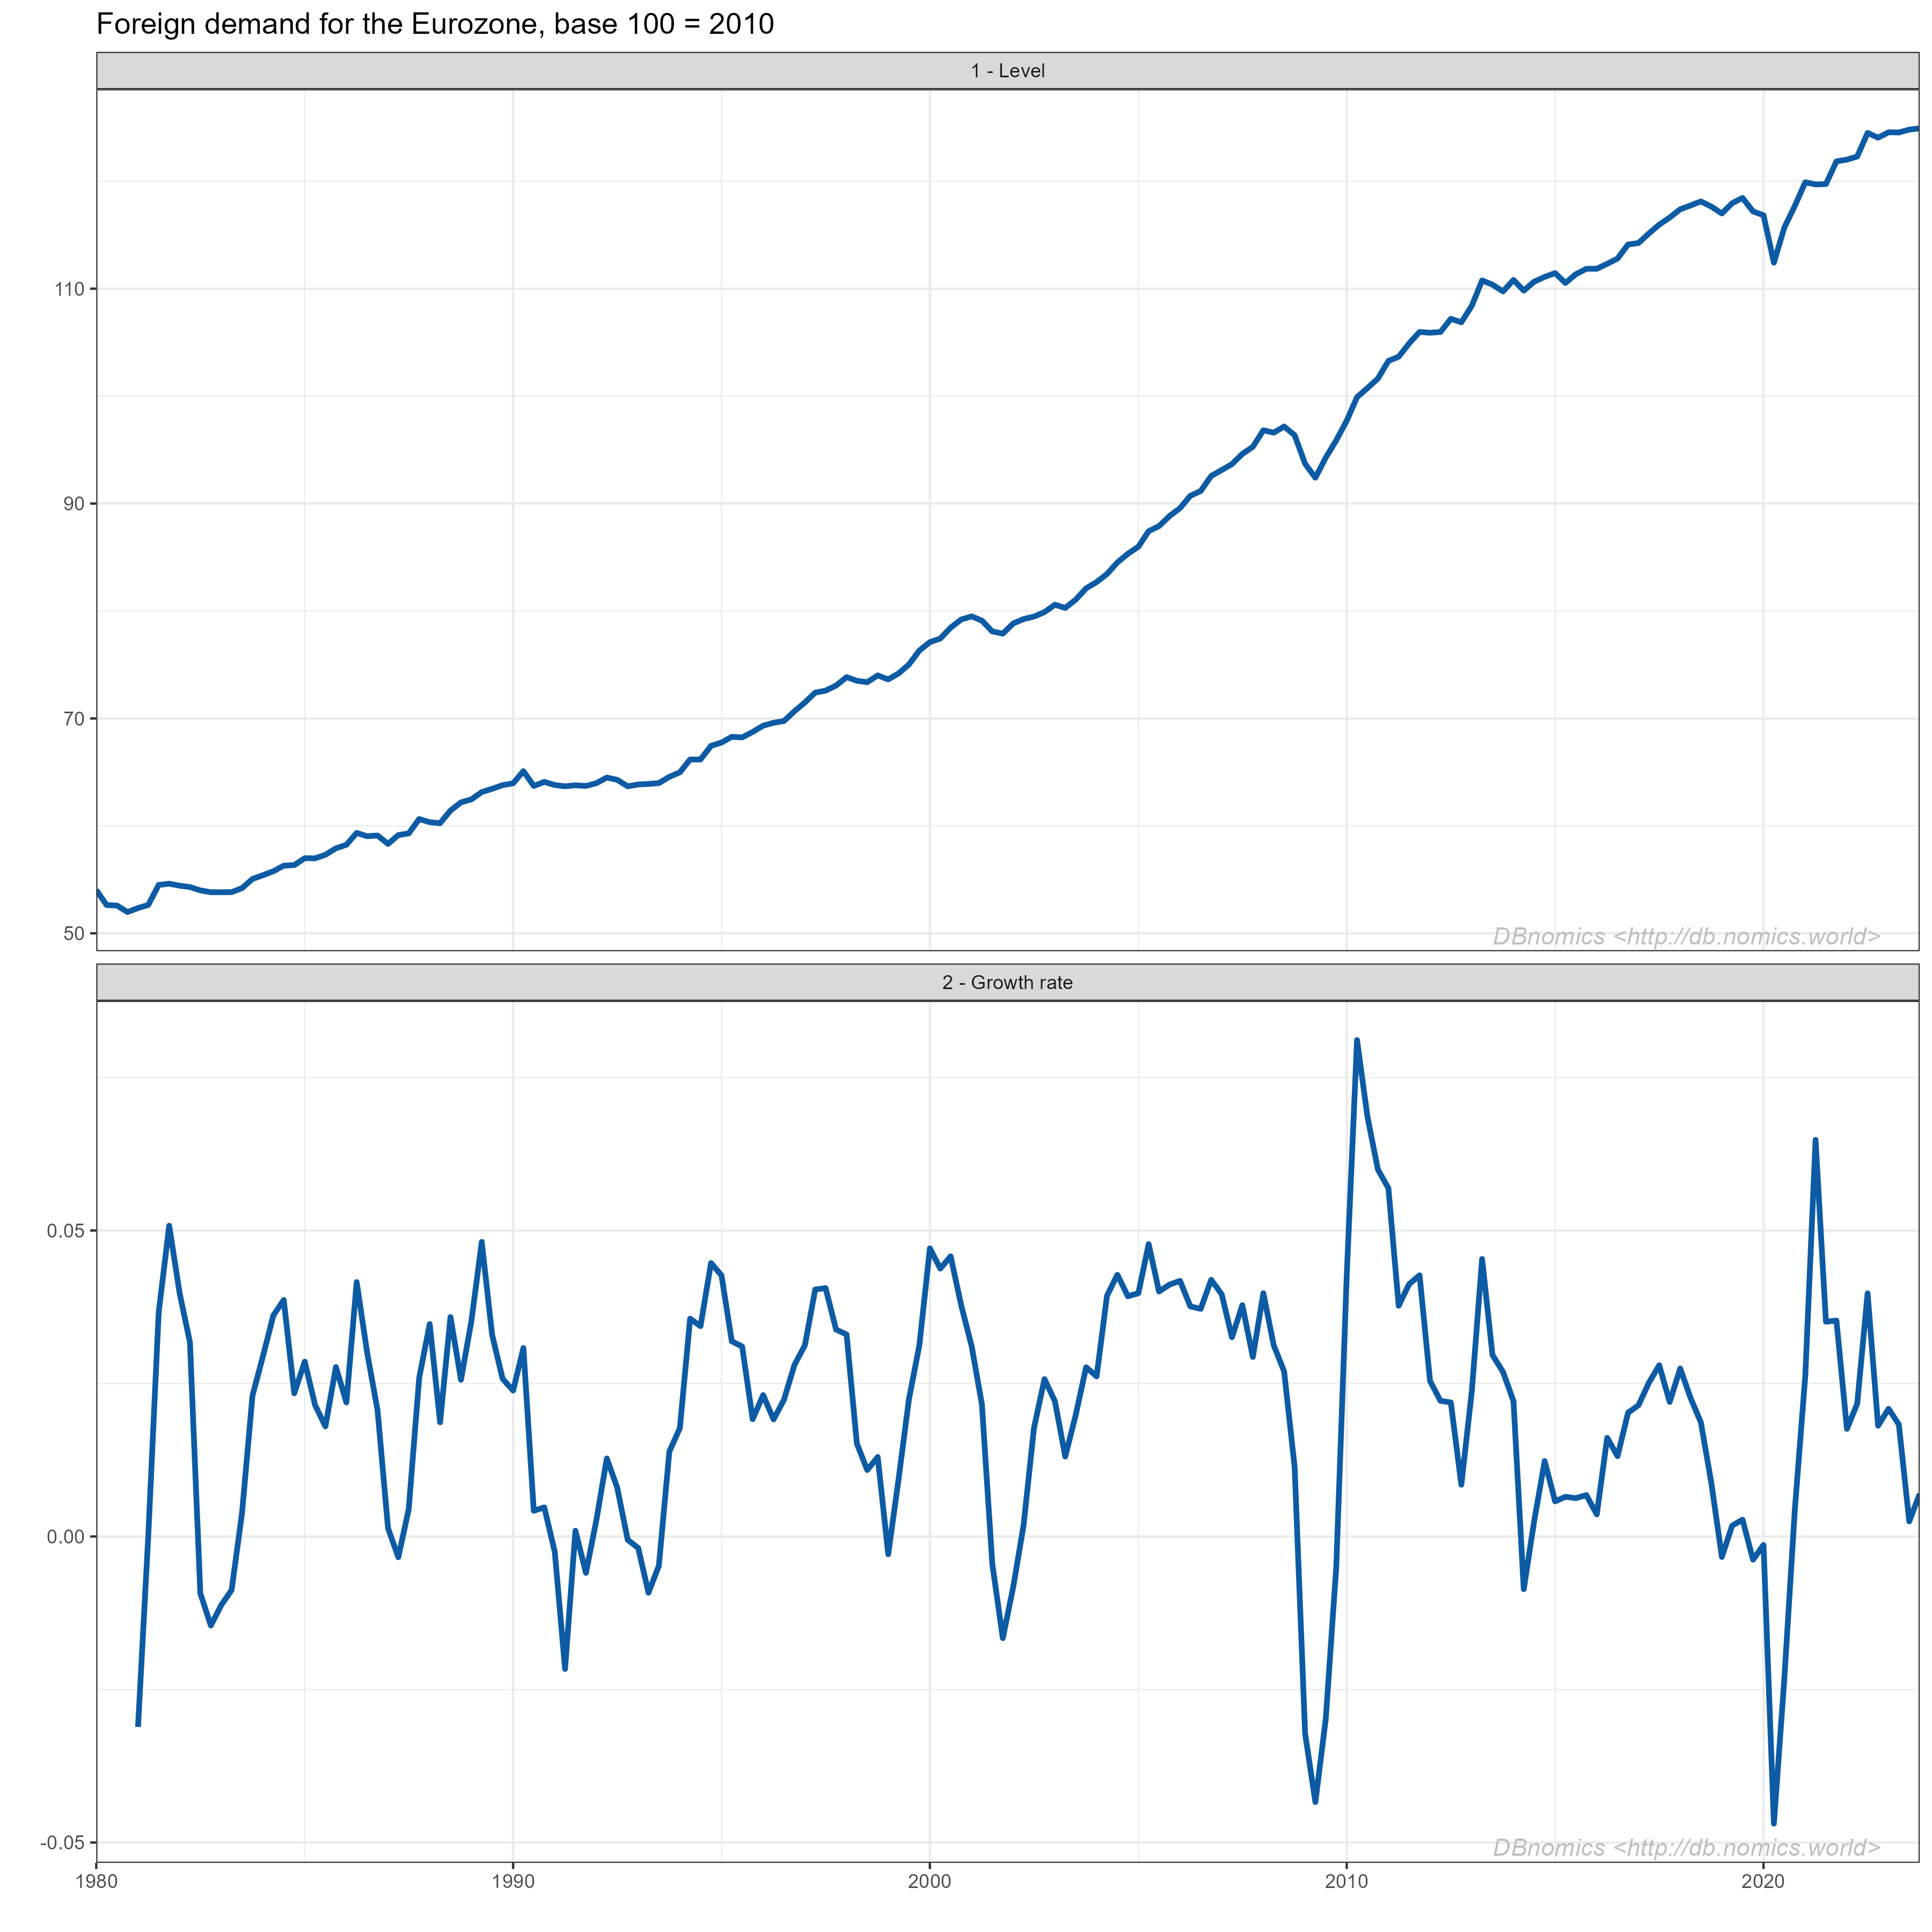 Foreign demand for the Eurozone, base 100 = 2010
1 - Level
110
90
70
50
DBnomics <http://db.nomics.world>
2 - Growth rate
0.05
0.00
-0.05
DBnomics <http://db.nomics.world>
1980 1990 2000 2010 2020